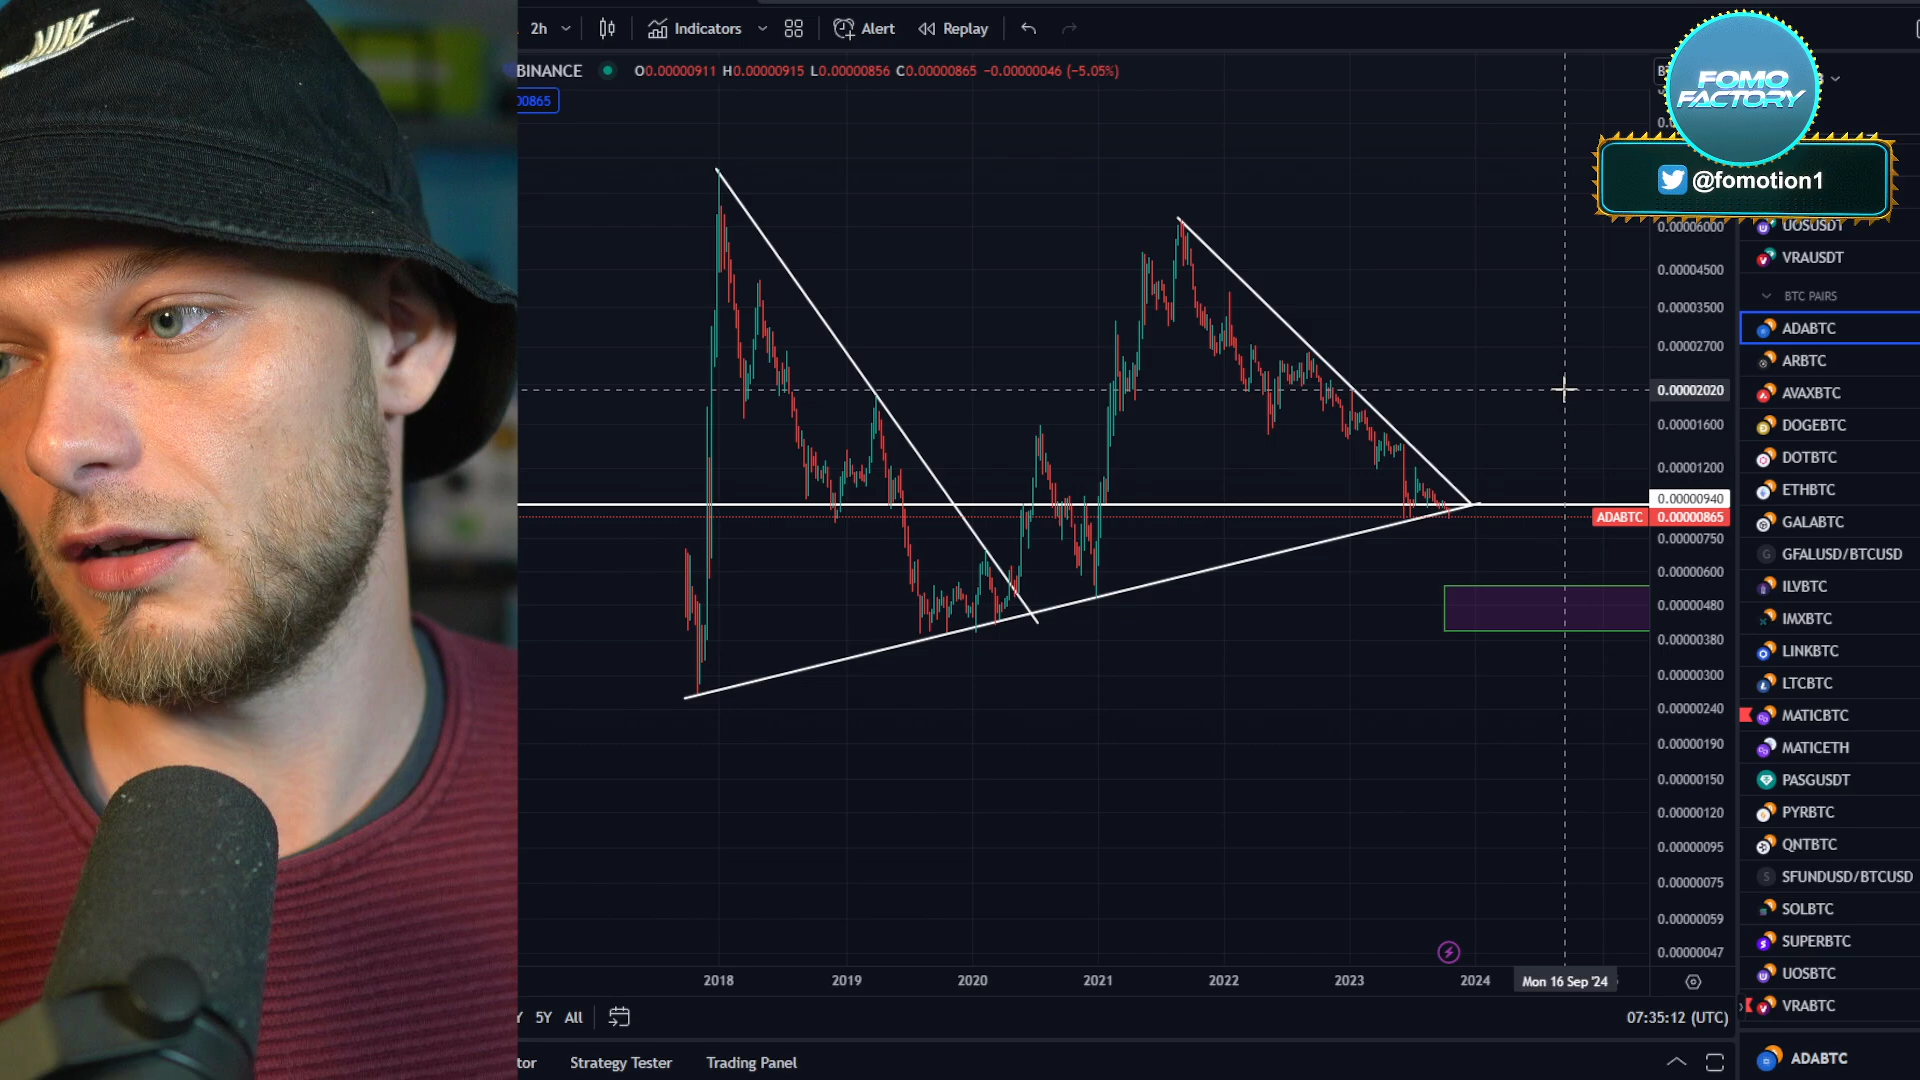 NIKE
2h
Indicators
Alert
Replay
BINANCE
O0.00000911 H0.00000915 L0.00000856 C0.00000865 −0.00000046 (−5.05%)
00865
FOMO
FACTORY
@fomotion1
0.00006000
0.00004500
0.00003500
0.00002700
0.00002020
0.00001600
0.00001200
0.00000940
ADABTC 0.00000865
0.00000750
0.00000600
0.00000480
0.00000380
0.00000300
0.00000240
0.00000190
0.00000150
0.00000120
0.00000095
0.00000075
0.00000059
0.00000047
UOSUSDT
VRAUSDT
BTC PAIRS
ADABTC
ARBTC
AVAXBTC
DOGEBTC
DOTBTC
ETHBTC
GALABTC
G GFALUSD/BTCUSD
ILVBTC
IMXBTC
LINKBTC
LTCBTC
MATICBTC
MATICETH
PASGUSDT
PYRBTC
QNTBTC
S SFUNDUSD/BTCUSD
SOLBTC
SUPERBTC
UOSBTC
VRABTC
ADABTC
2018 2019 2020 2021 2022 2023 2024 Mon 16 Sep '24
Y 5Y All
07:35:12 (UTC)
tor Strategy Tester Trading Panel